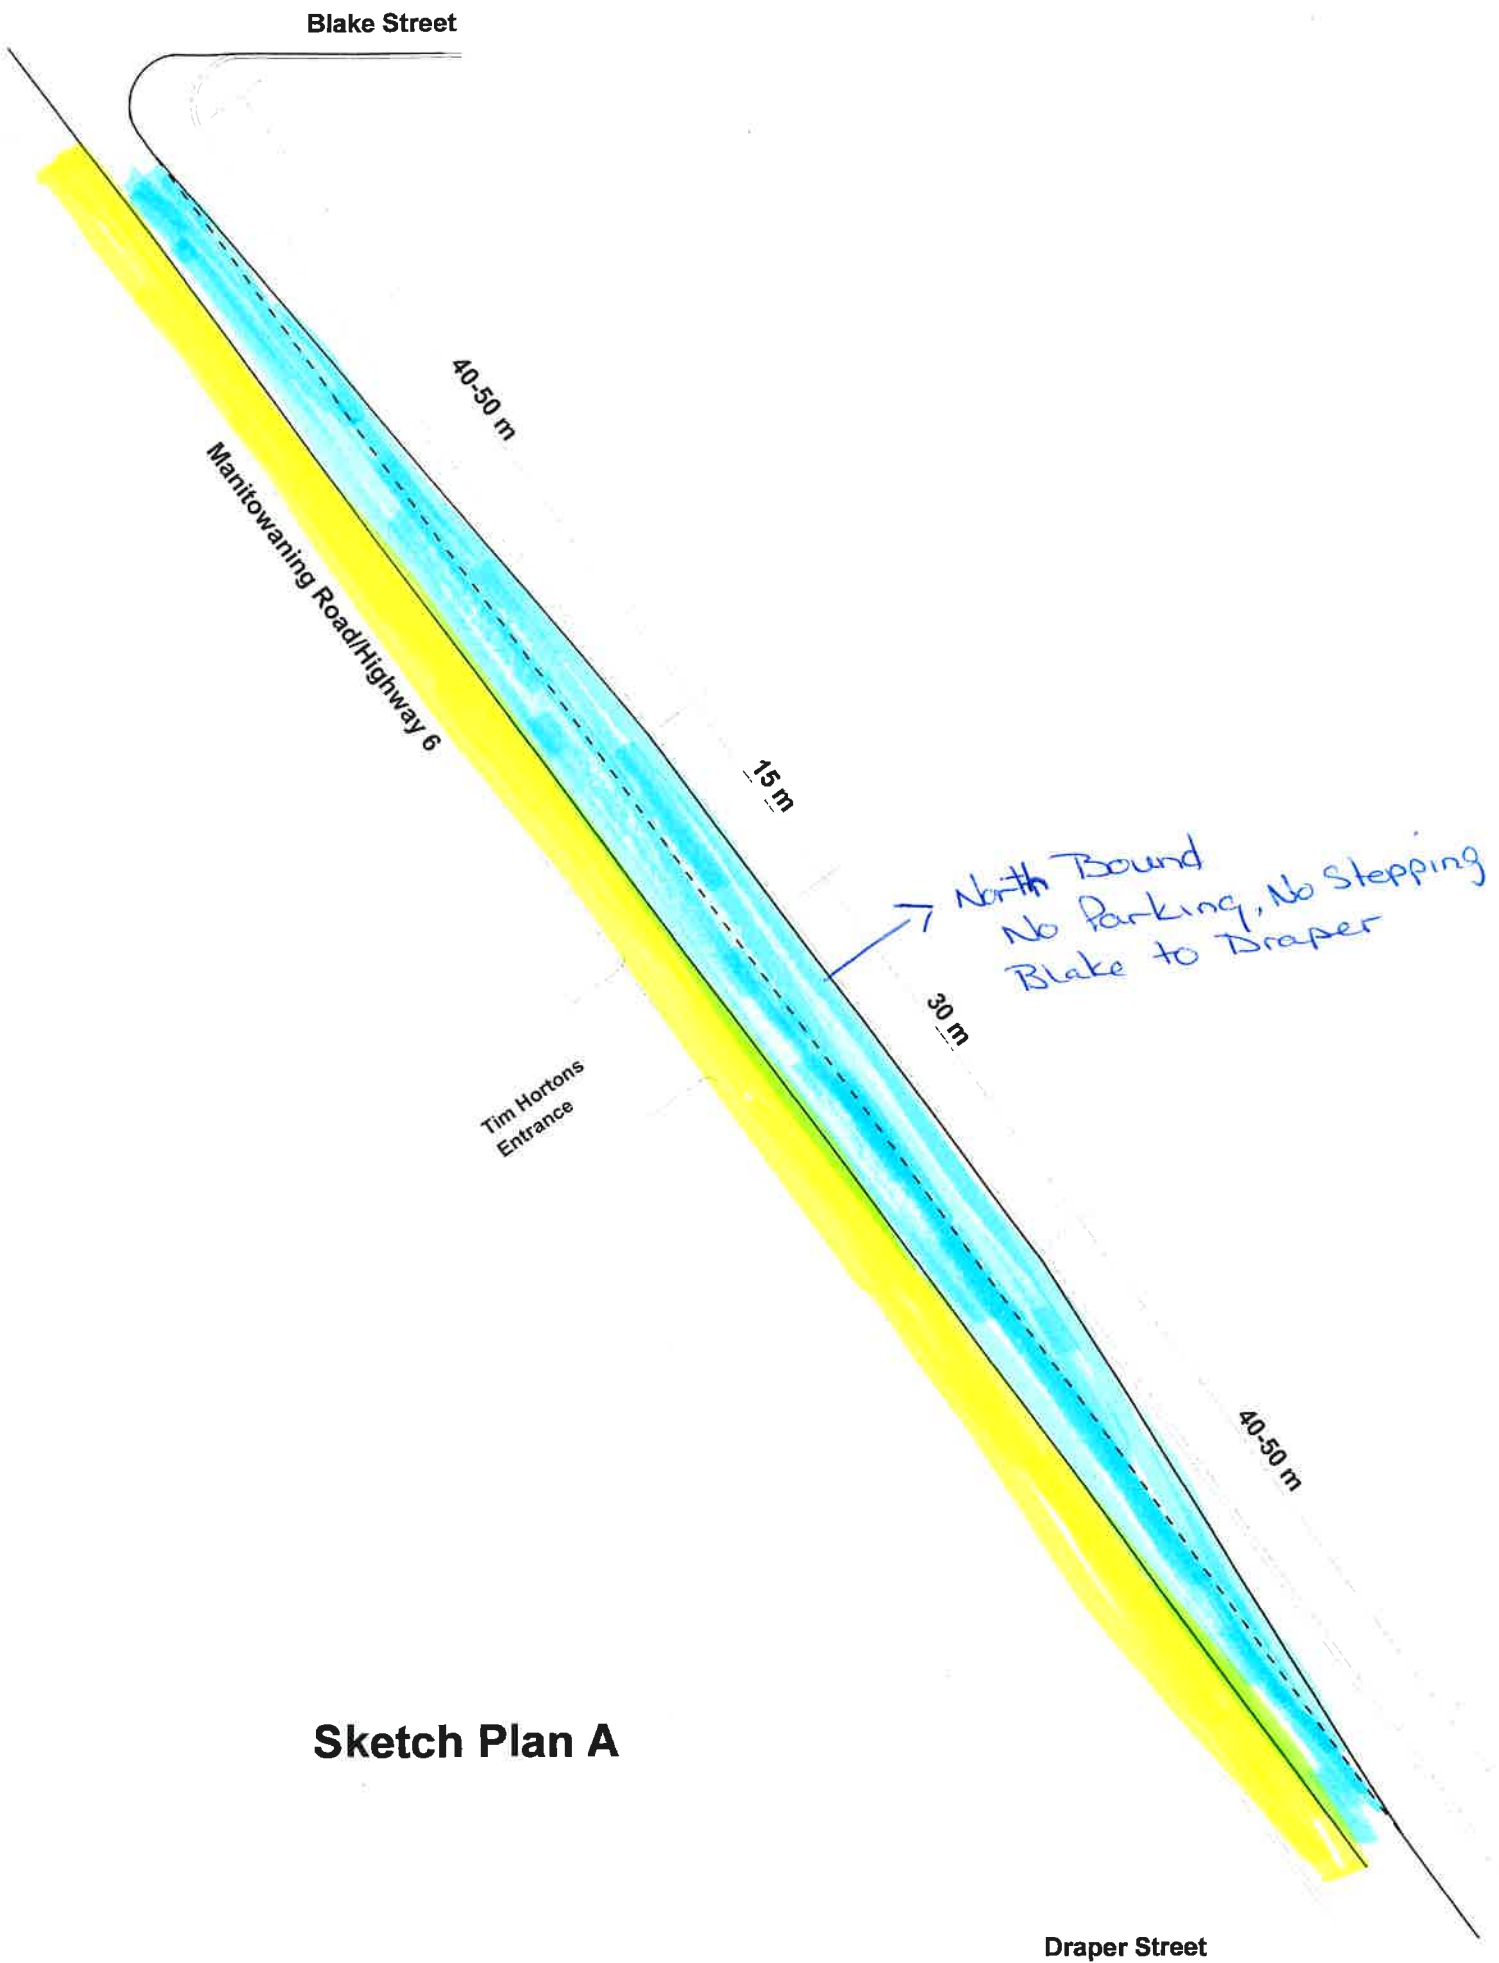 Blake Street
40-50 m
Manitowaning Road/Highway 6
15 m
North Bound
No Parking, No Stopping
Blake to Draper
30 m
Tim Hortons
Entrance
40-50 m
Sketch Plan A
Draper Street